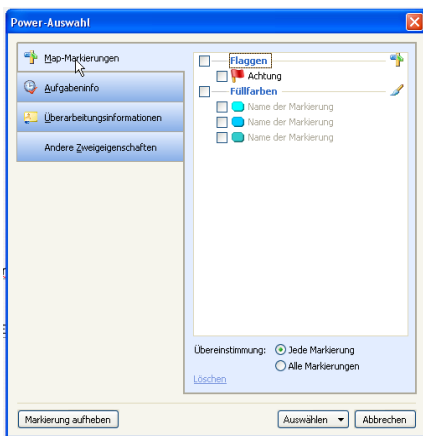 Power-Auswahl
Map-Markierungen
Aufgabeninfo
Überarbeitungsinformationen
Andere Zweigeigenschaften
Flaggen
Achtung
Füllfarben
Name der Markierung
Name der Markierung
Name der Markierung
Übereinstimmung: Jede Markierung
Alle Markierungen
Löschen
Markierung aufheben Auswählen Abbrechen